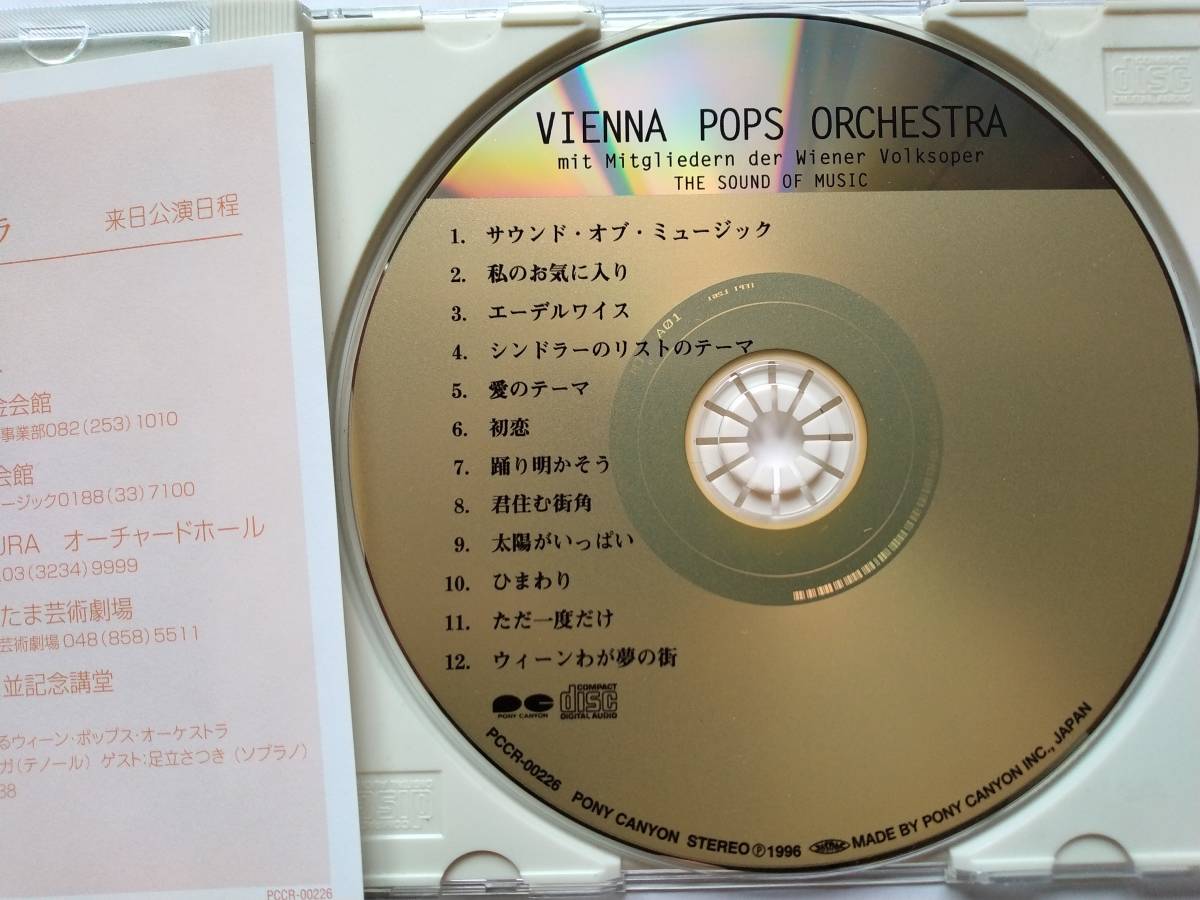 来日公演日程
ラ
金会館
事業部082(253)1010
会館
ージック0188(33)7100
URA オーチャードホール
03(3234)9999
たま芸術劇場
芸術劇場 048(858)5511
並記念講堂
るウィーン・ポップス・オーケストラ
ガ(テノール) ゲスト:足立さつき(ソプラノ)
38
PCCR-00226
VIENNA POPS ORCHESTRA
mit Mitgliedern der Wiener Volksoper
THE SOUND OF MUSIC
1. サウンド・オブ・ミュージック
2. 私のお気に入り
3. エーデルワイス
4. シンドラーのリストのテーマ
5. 愛のテーマ
6. 初恋
7. 踊り明かそう
8. 君住む街角
9. 太陽がいっぱい
10. ひまわり
11. ただ一度だけ
12. ウィーンわが夢の街
PONY CANYON
COMPACT
disc
DIGITAL AUDIO
PCCR-00226 PONY CANYON STEREO Ⓟ1996 MADE BY PONY CANYON INC., JAPAN
COMPACT
disc
DIGITAL AUDIO